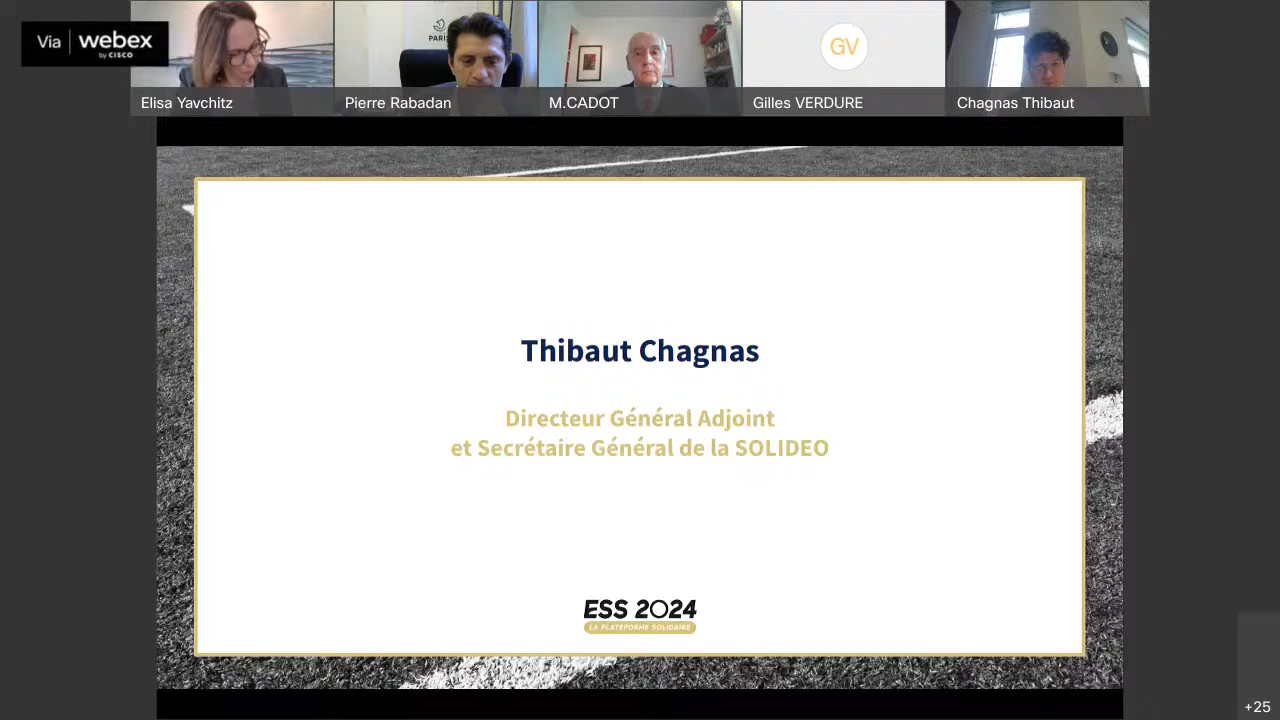 Via webex
by CISCO
PARIS
GV
Elisa Yavchitz
Pierre Rabadan
M.CADOT
Gilles VERDURE
Chagnas Thibaut
Thibaut Chagnas
Directeur Général Adjoint
et Secrétaire Général de la SOLIDEO
ESS 2024
LA PLATEFORME SOLIDAIRE
+25